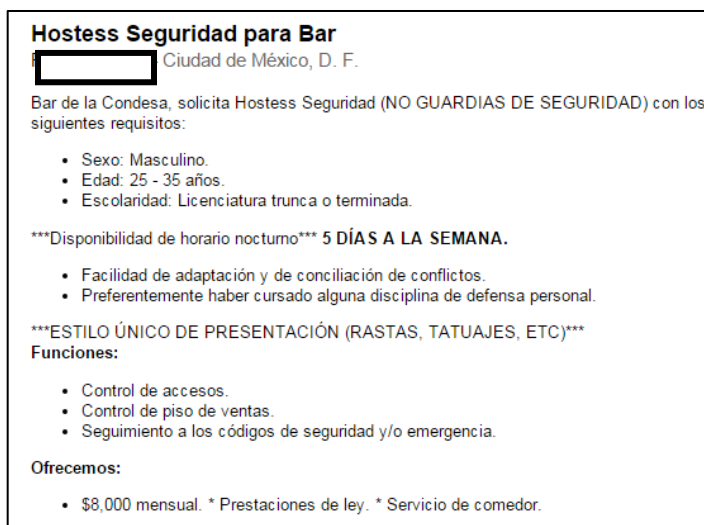 Hostess Seguridad para Bar
Ciudad de México, D. F.
Bar de la Condesa, solicita Hostess Seguridad (NO GUARDIAS DE SEGURIDAD) con los
siguientes requisitos:
• Sexo: Masculino.
• Edad: 25 - 35 años.
• Escolaridad: Licenciatura trunca o terminada.
***Disponibilidad de horario nocturno*** 5 DÍAS A LA SEMANA.
• Facilidad de adaptación y de conciliación de conflictos.
• Preferentemente haber cursado alguna disciplina de defensa personal.
***ESTILO ÚNICO DE PRESENTACIÓN (RASTAS, TATUAJES, ETC)***
Funciones:
• Control de accesos.
• Control de piso de ventas.
• Seguimiento a los códigos de seguridad y/o emergencia.
Ofrecemos:
• $8,000 mensual. * Prestaciones de ley. * Servicio de comedor.